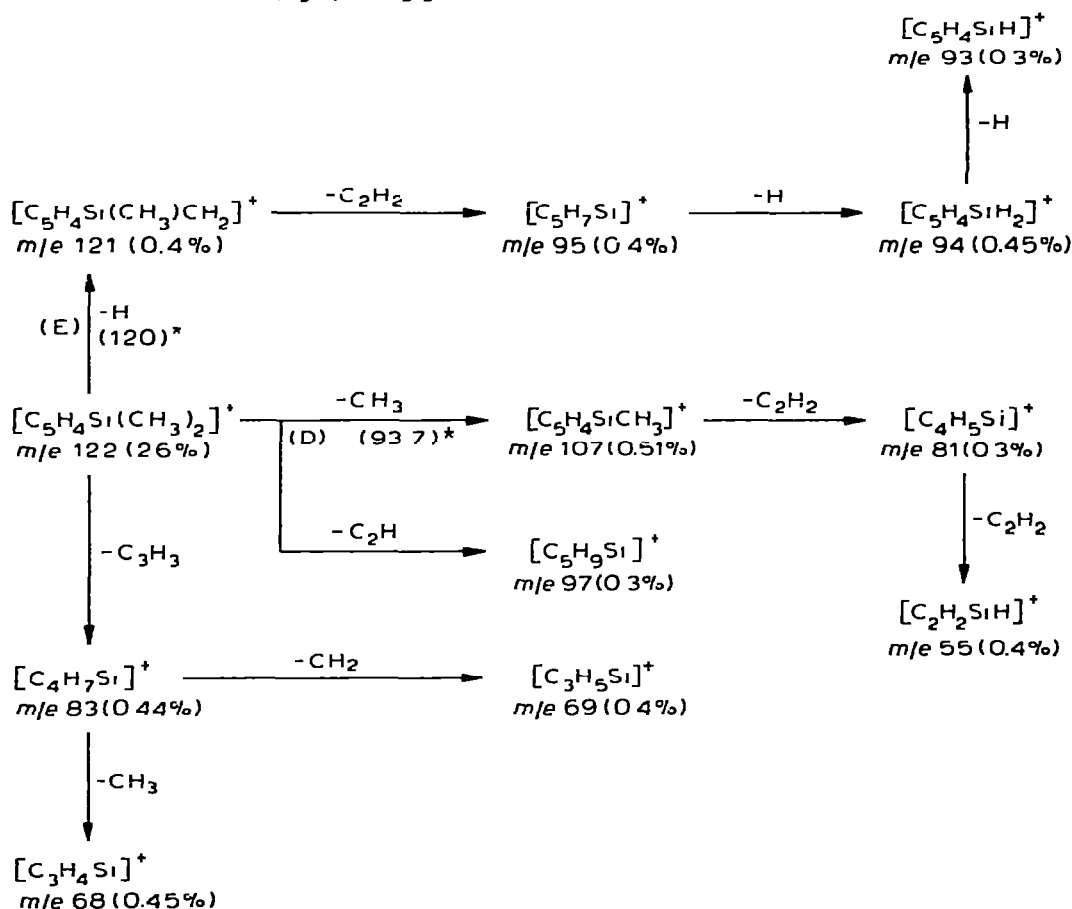 [C₅H₄SiH]⁺
m/e 93(0 3%)
-H
[C₅H₄Si(CH₃)CH₂]⁺
-C₂H₂
[C₅H₇Si]⁺
-H
[C₅H₄SiH₂]⁺
m/e 121 (0.4%)
m/e 95(0 4%)
m/e 94(0.45%)
(E)
-H
(120)*
[C₅H₄Si(CH₃)₂]⁺
-CH₃
[C₅H₄SiCH₃]⁺
-C₂H₂
[C₄H₅Si]⁺
m/e 122(26%)
(D) (93 7)*
m/e 107(0.51%)
m/e 81(0 3%)
-C₃H₃
-C₂H
[C₅H₉Si]⁺
m/e 97(0 3%)
-C₂H₂
[C₂H₂SiH]⁺
m/e 55(0.4%)
[C₄H₇Si]⁺
-CH₂
[C₃H₅Si]⁺
m/e 83(0 44%)
m/e 69(0 4%)
-CH₃
[C₃H₄Si]⁺
m/e 68(0.45%)